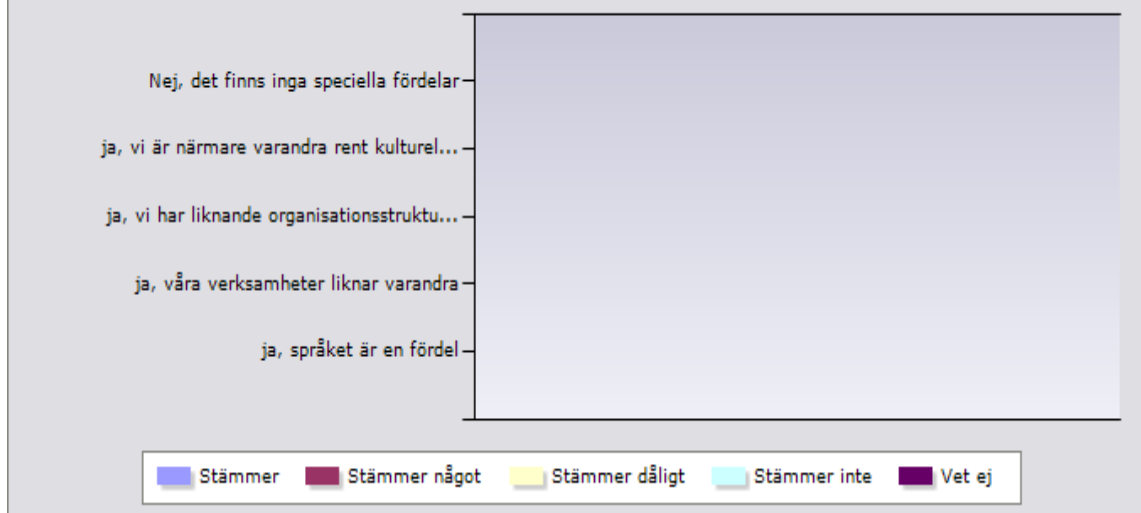 Nej, det finns inga speciella fördelar
ja, vi är närmare varandra rent kulturel...
ja, vi har liknande organisationsstruktu...
ja, våra verksamheter liknar varandra
ja, språket är en fördel
Stämmer Stämmer något Stämmer dåligt Stämmer inte Vet ej